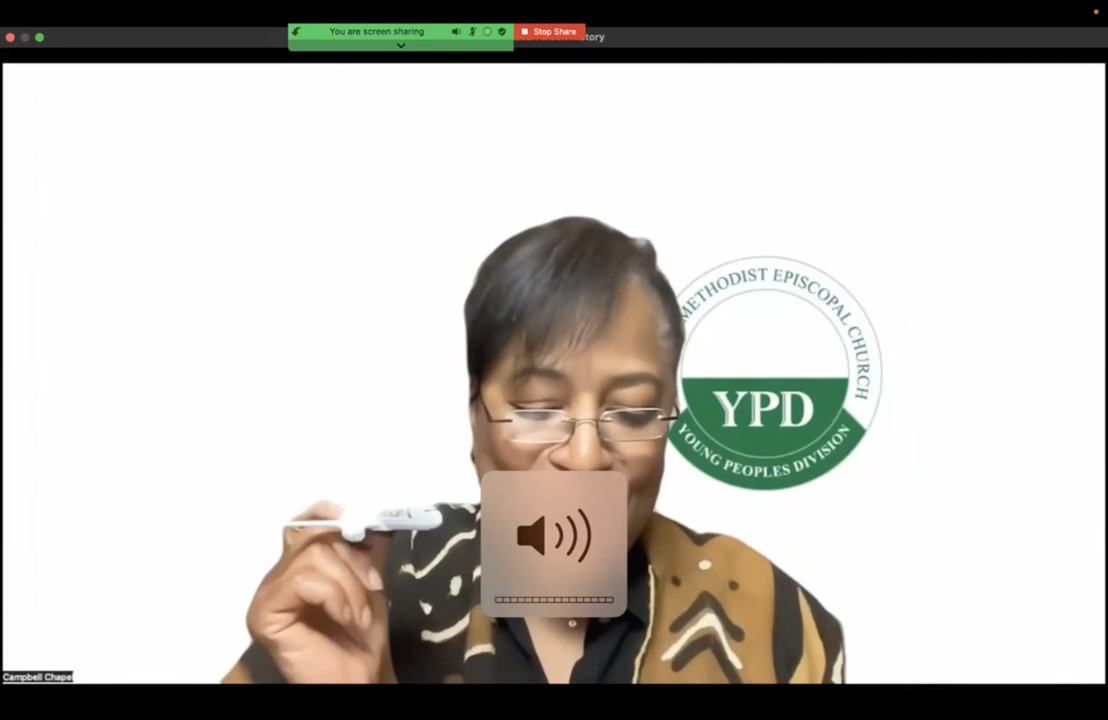 You are screen sharing
Stop Share
tory
METHODIST EPISCOPAL CHURCH
YPD
YOUNG PEOPLES DIVISION
Campbell Chapel